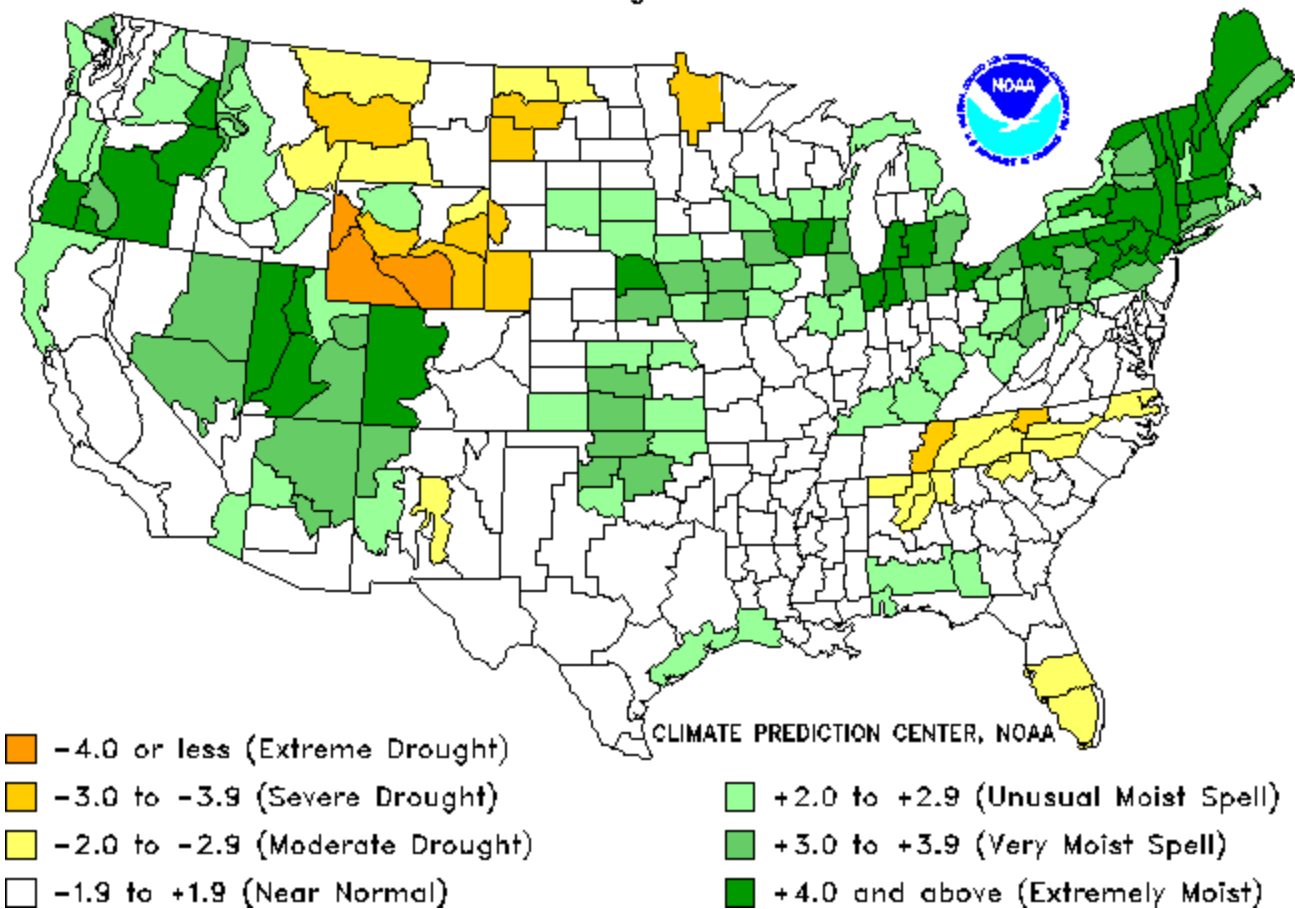 NOAA
CLIMATE PREDICTION CENTER, NOAA
-4.0 or less (Extreme Drought)
-3.0 to -3.9 (Severe Drought)
-2.0 to -2.9 (Moderate Drought)
-1.9 to +1.9 (Near Normal)
+2.0 to +2.9 (Unusual Moist Spell)
+3.0 to +3.9 (Very Moist Spell)
+4.0 and above (Extremely Moist)